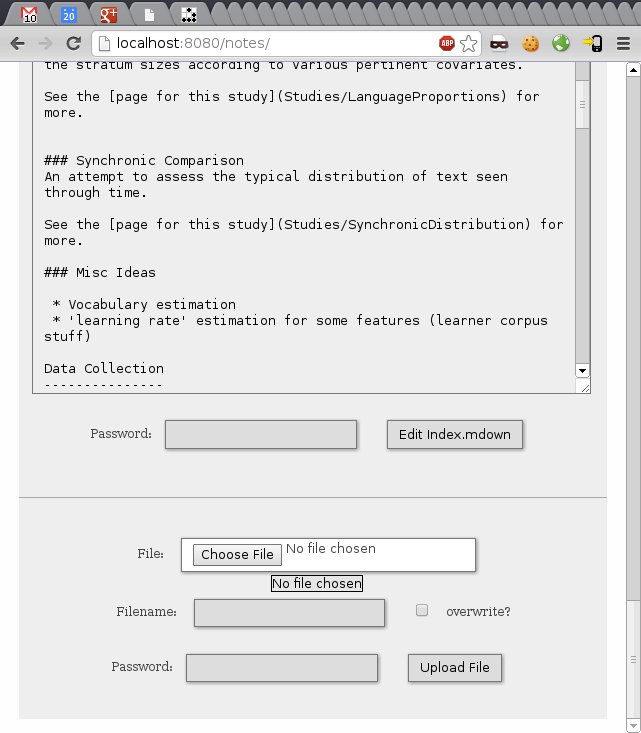 10
20
g+
localhost:8080/notes/
ABP
the stratum sizes according to various pertinent covariates.
See the [page for this study](Studies/LanguageProportions) for
more.
### Synchronic Comparison
An attempt to assess the typical distribution of text seen
through time.
See the [page for this study](Studies/SynchronicDistribution) for
more.
### Misc Ideas
* Vocabulary estimation
* 'learning rate' estimation for some features (learner corpus
stuff)
Data Collection
---------------
Password:
Edit Index.mdown
File:
Choose File No file chosen
No file chosen
Filename:
overwrite?
Password:
Upload File